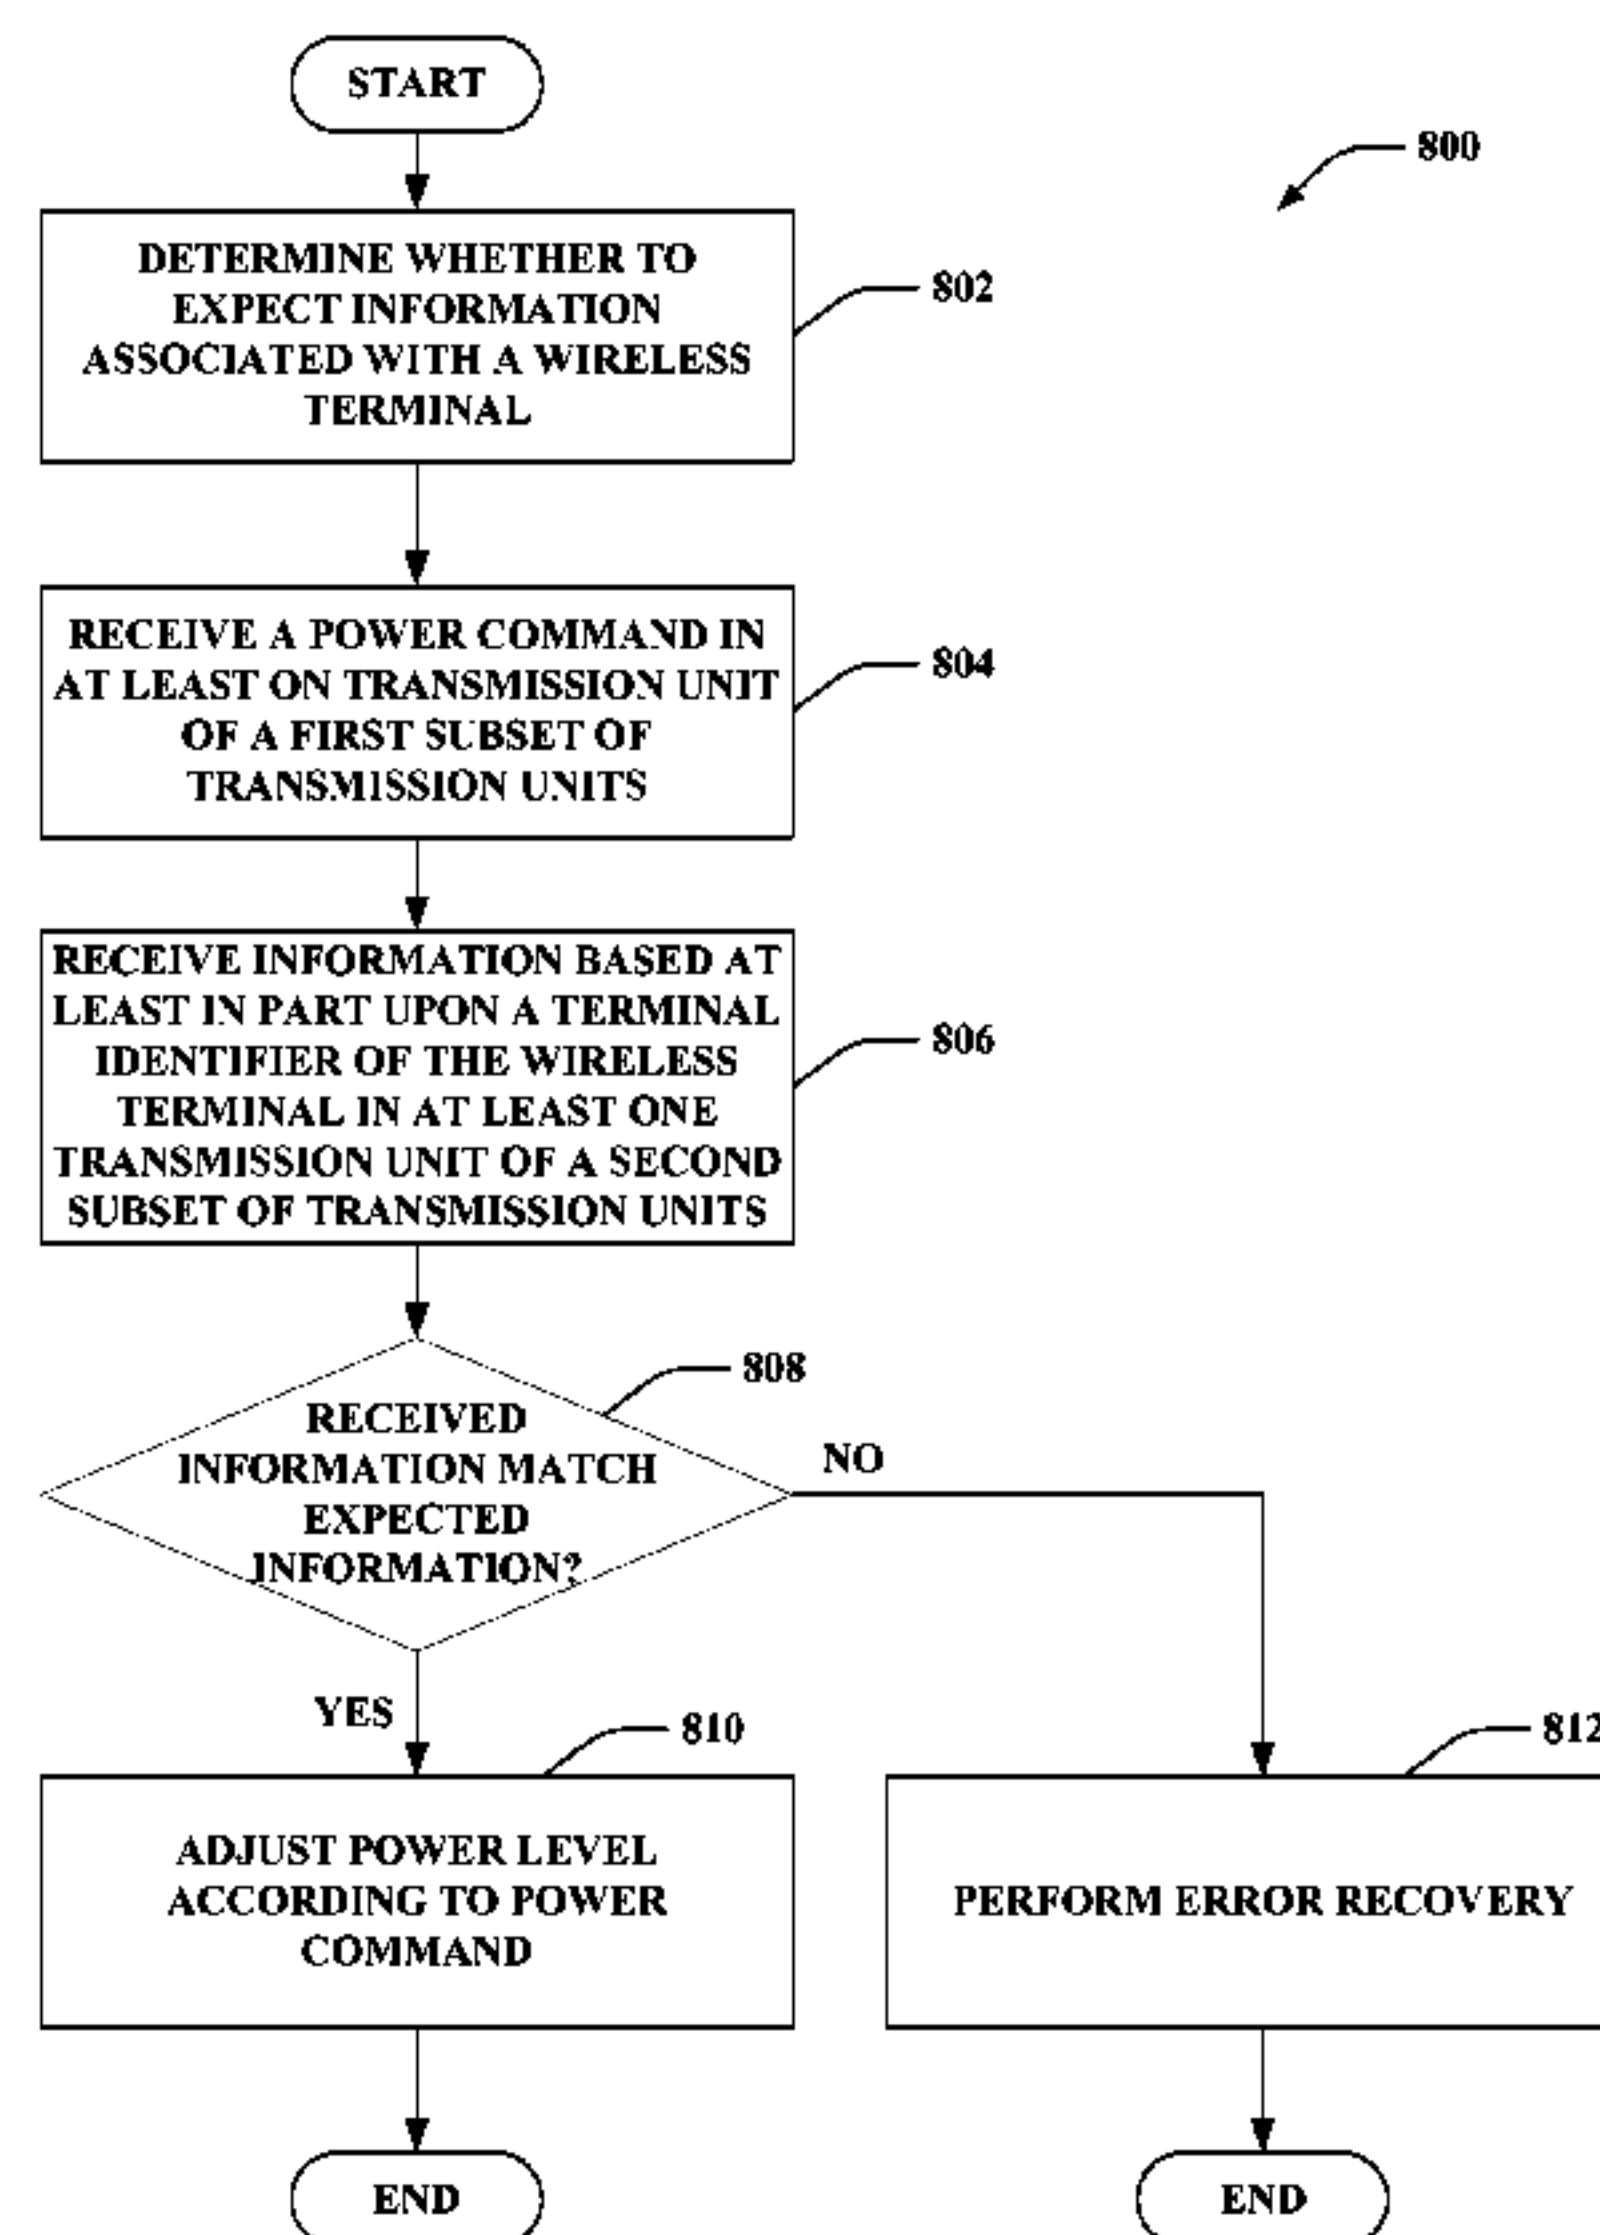 START
800
DETERMINE WHETHER TO
EXPECT INFORMATION
ASSOCIATED WITH A WIRELESS
TERMINAL
802
RECEIVE A POWER COMMAND IN
AT LEAST ON TRANSMISSION UNIT
OF A FIRST SUBSET OF
TRANSMISSION UNITS
804
RECEIVE INFORMATION BASED AT
LEAST IN PART UPON A TERMINAL
IDENTIFIER OF THE WIRELESS
TERMINAL IN AT LEAST ONE
TRANSMISSION UNIT OF A SECOND
SUBSET OF TRANSMISSION UNITS
806
RECEIVED
INFORMATION MATCH
EXPECTED
INFORMATION?
808
NO
YES
810
812
ADJUST POWER LEVEL
ACCORDING TO POWER
COMMAND
PERFORM ERROR RECOVERY
END
END